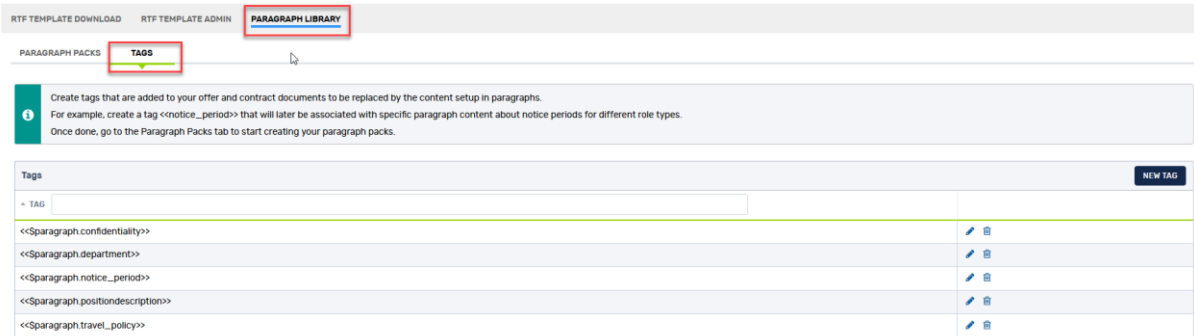 RTF TEMPLATE DOWNLOAD RTF TEMPLATE ADMIN PARAGRAPH LIBRARY
PARAGRAPH PACKS TAGS
Create tags that are added to your offer and contract documents to be replaced by the content setup in paragraphs.
For example, create a tag <<notice_period>> that will later be associated with specific paragraph content about notice periods for different role types.
Once done, go to the Paragraph Packs tab to start creating your paragraph packs.
Tags NEW TAG
TAG
<<$paragraph.confidentiality>>
<<$paragraph.department>>
<<$paragraph.notice_period>>
<<$paragraph.positiondescription>>
<<$paragraph.travel_policy>>